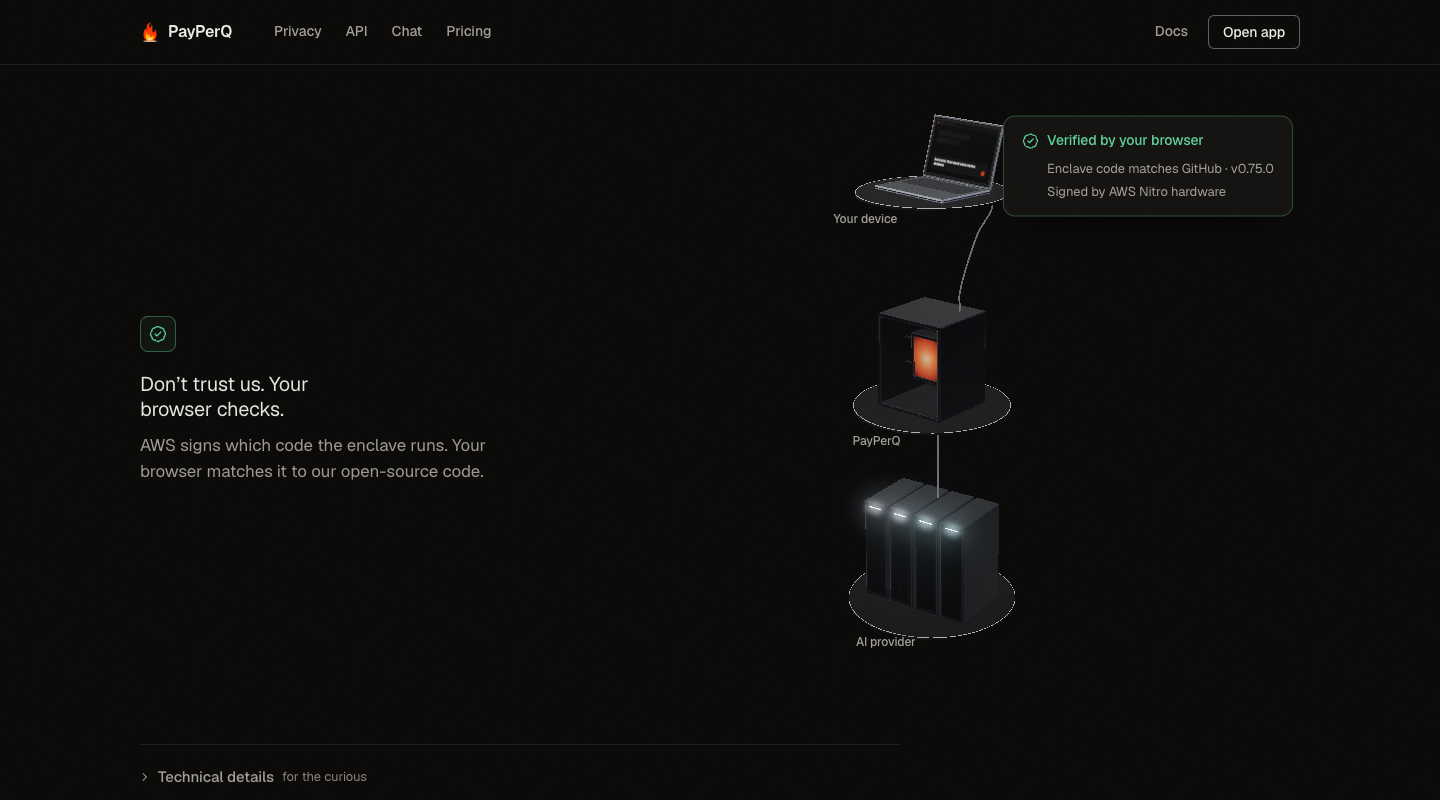 PayPerQ
Privacy
API
Chat
Pricing
Docs
Open app
Verified by your browser
Enclave code matches GitHub · v0.75.0
Signed by AWS Nitro hardware
Your device
Don’t trust us. Your
browser checks.
AWS signs which code the enclave runs. Your
browser matches it to our open-source code.
PayPerQ
AI provider
Technical details for the curious